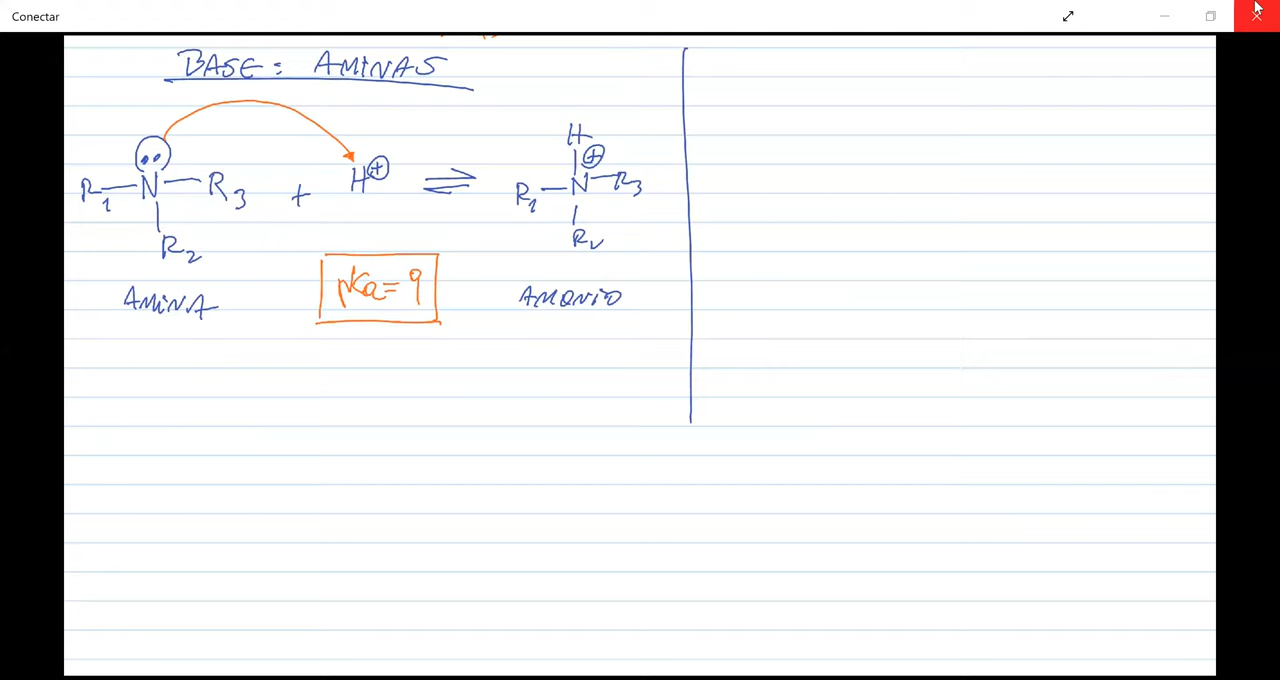 Conectar
BASE: AMINAS
R1—N—R3 + H⊕ ⇌ R1—N⊕—R3
H
R2
R2
pKa = 9
AMINA
AMONIO